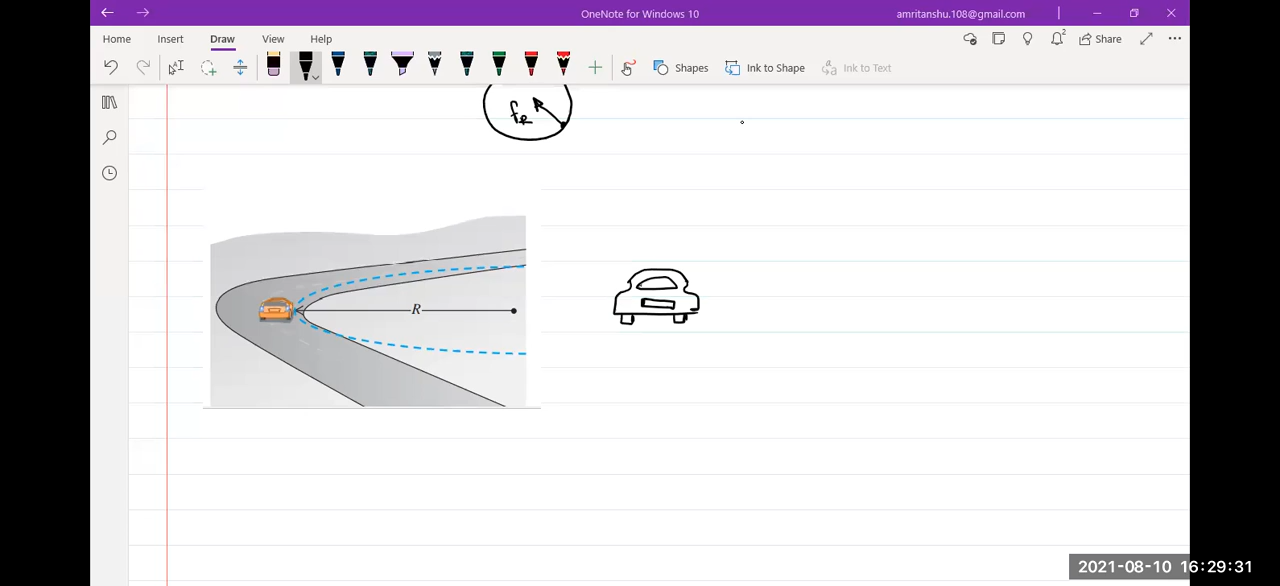 OneNote for Windows 10
amritanshu.108@gmail.com
Home
Insert
Draw
View
Help
2
Share
Shapes
Ink to Shape
Ink to Text
fR
R
2021-08-10 16:29:31